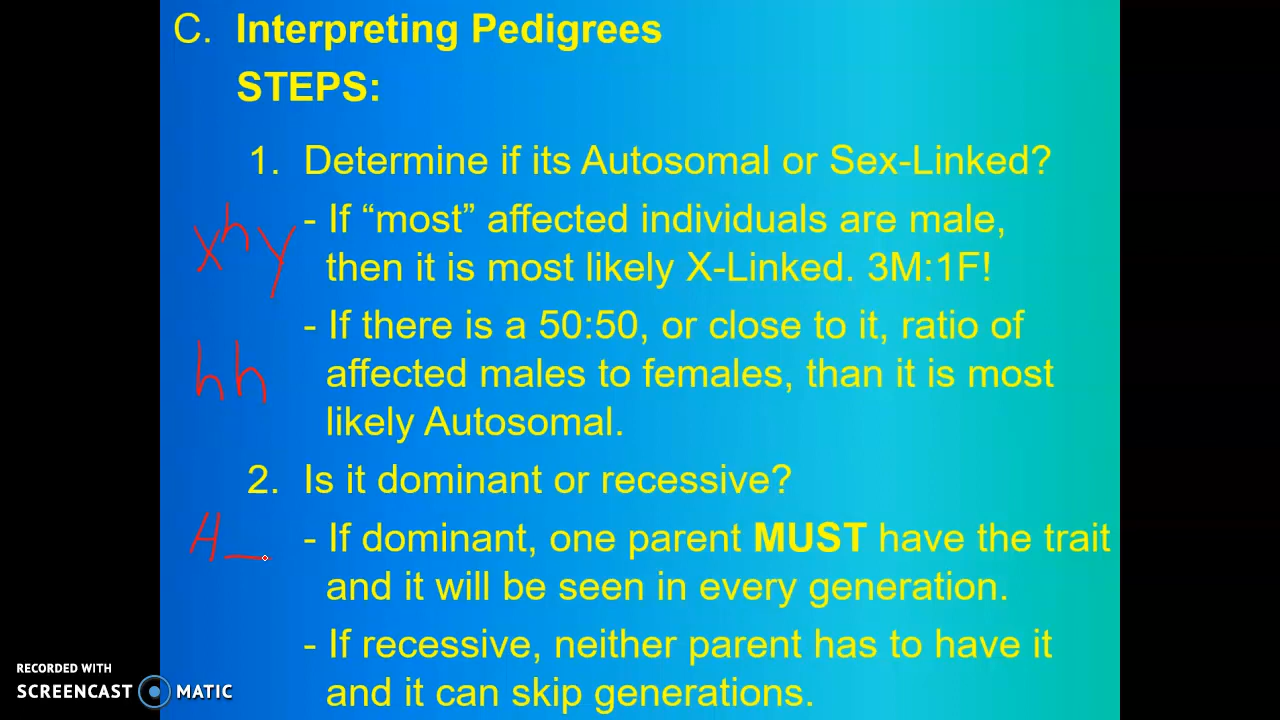 C. Interpreting Pedigrees
STEPS:
1. Determine if its Autosomal or Sex-Linked?
- If “most” affected individuals are male,
then it is most likely X-Linked. 3M:1F!
XʰY
- If there is a 50:50, or close to it, ratio of
affected males to females, than it is most
likely Autosomal.
hh
2. Is it dominant or recessive?
- If dominant, one parent MUST have the trait
and it will be seen in every generation.
H_
- If recessive, neither parent has to have it
and it can skip generations.
RECORDED WITH
SCREENCAST MATIC